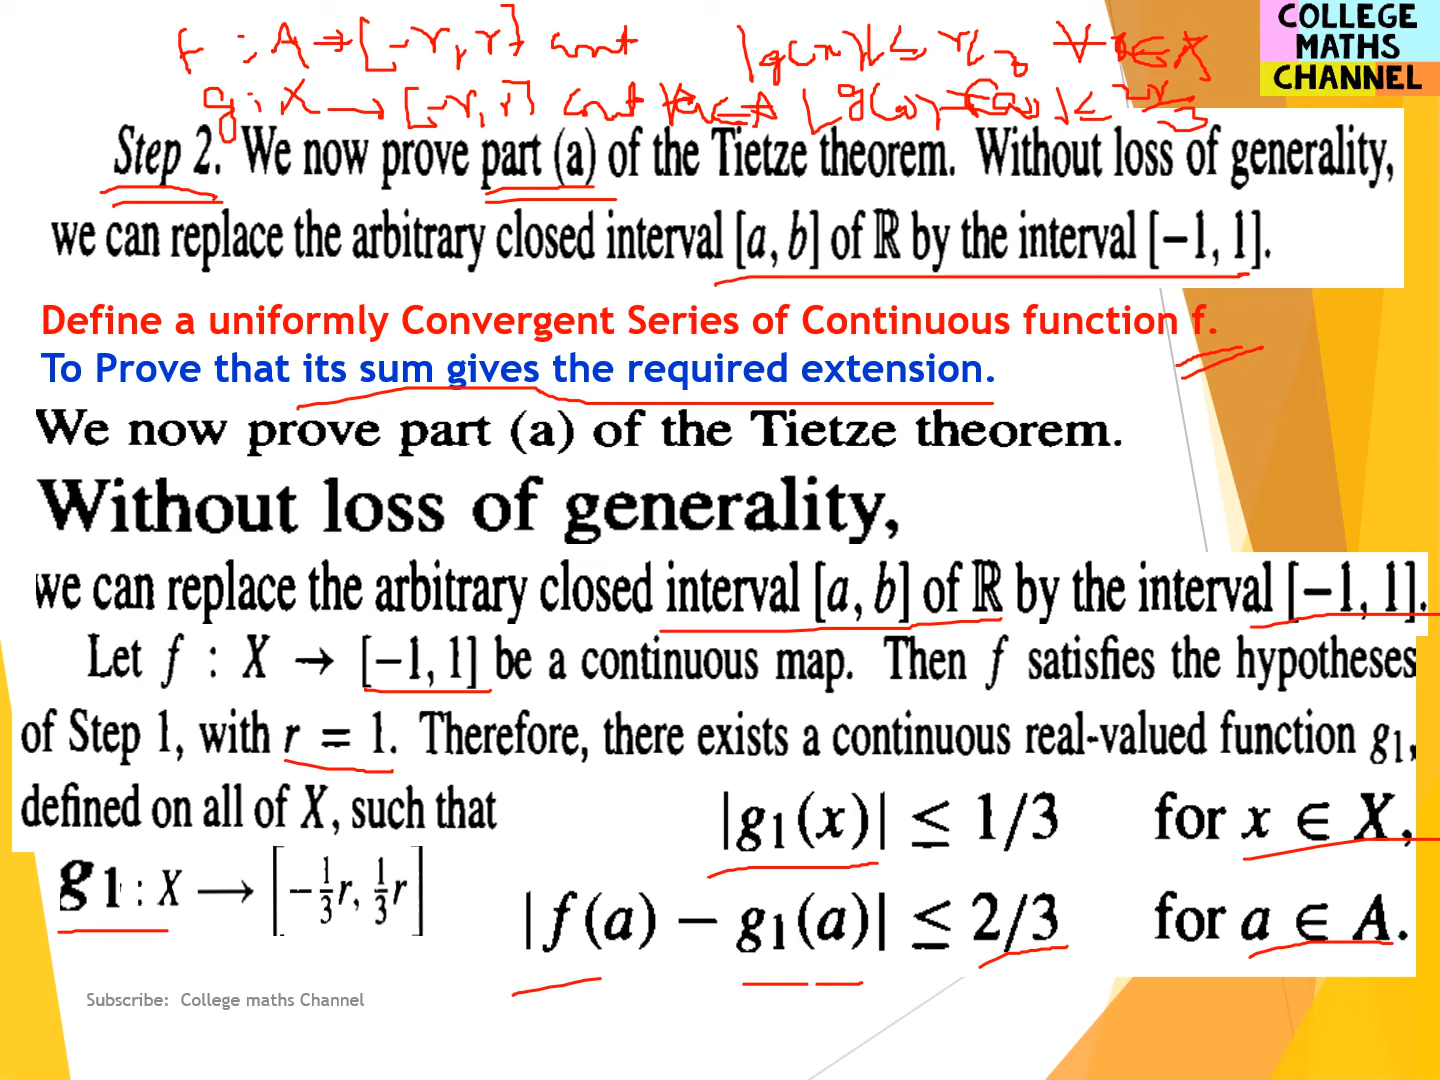 COLLEGE
MATHS
CHANNEL
f : A → [-r, r] cont |g(x)| ≤ r/3 ∀ x ∈ A
g : X → [-r, r] cont ∀ a ∈ A |g(a) - f(a)| ≤ 2r/3
Step 2. We now prove part (a) of the Tietze theorem. Without loss of generality,
we can replace the arbitrary closed interval [a, b] of ℝ by the interval [−1, 1].
Define a uniformly Convergent Series of Continuous function f.
To Prove that its sum gives the required extension.
We now prove part (a) of the Tietze theorem.
Without loss of generality,
we can replace the arbitrary closed interval [a, b] of ℝ by the interval [−1, 1].
Let f : X → [−1, 1] be a continuous map. Then f satisfies the hypotheses
of Step 1, with r = 1. Therefore, there exists a continuous real-valued function g₁,
defined on all of X, such that
|g₁(x)| ≤ 1/3 for x ∈ X,
g₁ : X ⟶ [−⅓r, ⅓r]
|f(a) − g₁(a)| ≤ 2/3 for a ∈ A.
Subscribe: College maths Channel